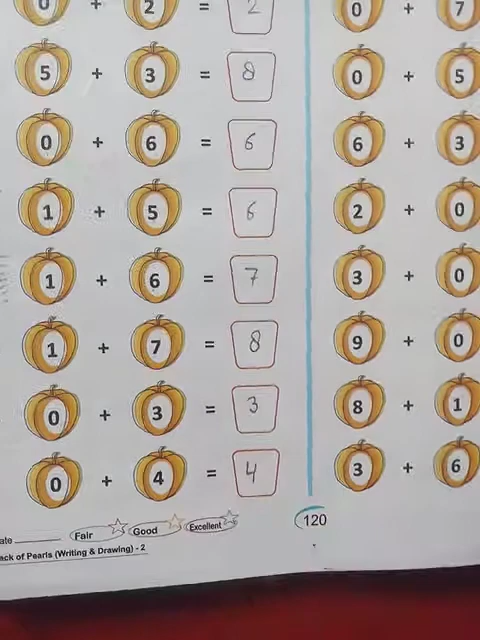 0 + 2 = 2
5 + 3 = 8
0 + 6 = 6
1 + 5 = 6
1 + 6 = 7
1 + 7 = 8
0 + 3 = 3
0 + 4 = 4
0 + 7
0 + 5
6 + 3
2 + 0
3 + 0
9 + 0
8 + 1
3 + 6
Fair Good Excellent
of Pearls (Writing & Drawing) - 2
120